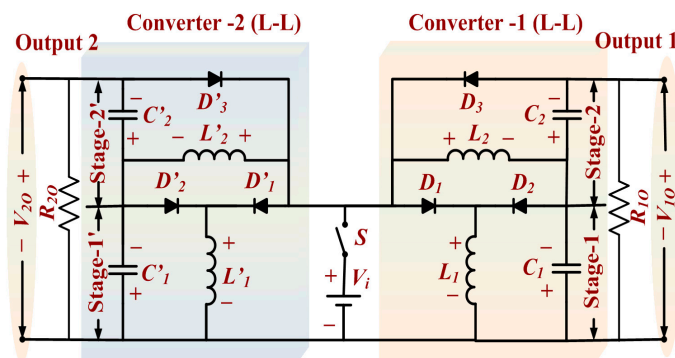 Converter -2 (L-L)
Converter -1 (L-L)
Output 2
Output 1
D'3
D3
C'2
L'2
L2
C2
Stage-2'
Stage-2
D'2
D'1
D1
D2
R2O
R1O
− V2O +
− V1O +
S
Vi
Stage-1'
Stage-1
C'1
L'1
L1
C1